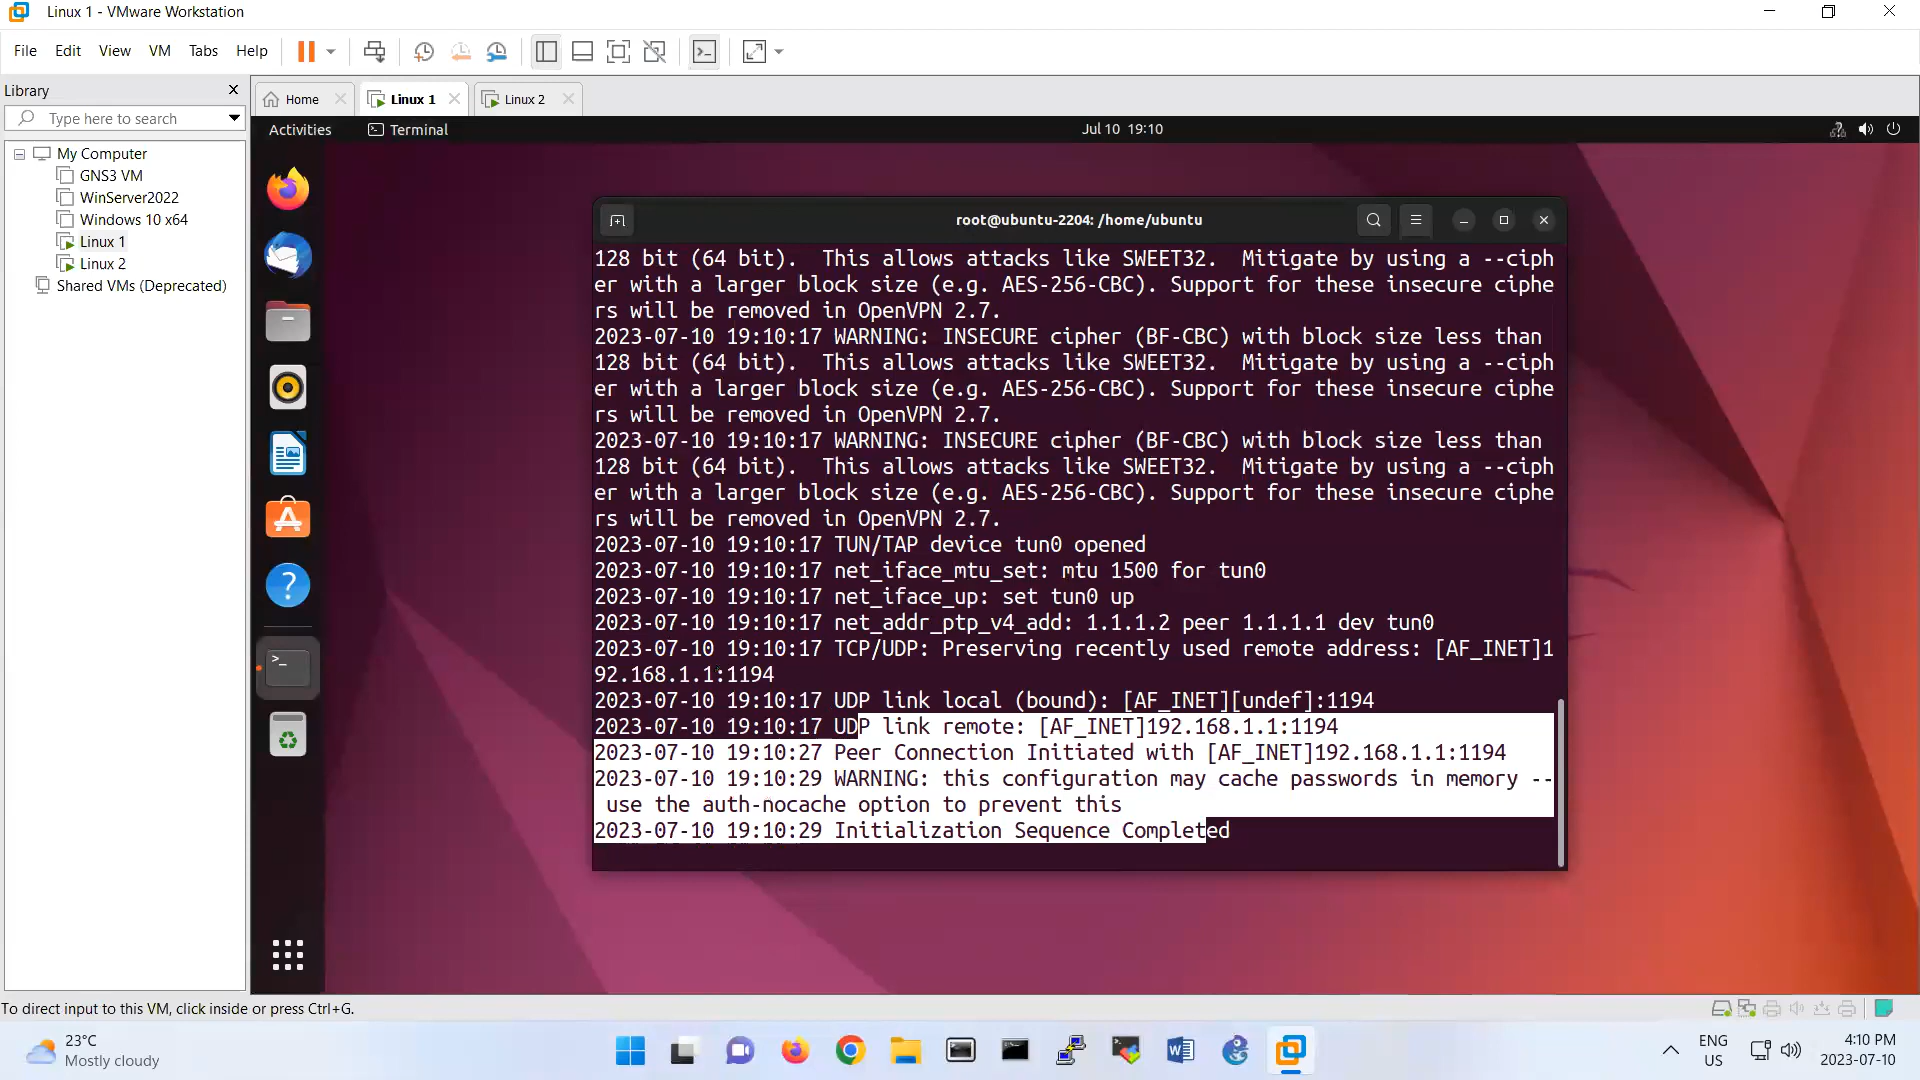 Linux 1 - VMware Workstation
File Edit View VM Tabs Help
Library
Type here to search
My Computer
GNS3 VM
WinServer2022
Windows 10 x64
Linux 1
Linux 2
Shared VMs (Deprecated)
Home Linux 1 Linux 2
Activities Terminal Jul 10 19:10
root@ubuntu-2204: /home/ubuntu
128 bit (64 bit).  This allows attacks like SWEET32.  Mitigate by using a --ciph
er with a larger block size (e.g. AES-256-CBC). Support for these insecure ciphe
rs will be removed in OpenVPN 2.7.
2023-07-10 19:10:17 WARNING: INSECURE cipher (BF-CBC) with block size less than
128 bit (64 bit).  This allows attacks like SWEET32.  Mitigate by using a --ciph
er with a larger block size (e.g. AES-256-CBC). Support for these insecure ciphe
rs will be removed in OpenVPN 2.7.
2023-07-10 19:10:17 WARNING: INSECURE cipher (BF-CBC) with block size less than
128 bit (64 bit).  This allows attacks like SWEET32.  Mitigate by using a --ciph
er with a larger block size (e.g. AES-256-CBC). Support for these insecure ciphe
rs will be removed in OpenVPN 2.7.
2023-07-10 19:10:17 TUN/TAP device tun0 opened
2023-07-10 19:10:17 net_iface_mtu_set: mtu 1500 for tun0
2023-07-10 19:10:17 net_iface_up: set tun0 up
2023-07-10 19:10:17 net_addr_ptp_v4_add: 1.1.1.2 peer 1.1.1.1 dev tun0
2023-07-10 19:10:17 TCP/UDP: Preserving recently used remote address: [AF_INET]1
92.168.1.1:1194
2023-07-10 19:10:17 UDP link local (bound): [AF_INET][undef]:1194
2023-07-10 19:10:17 UDP link remote: [AF_INET]192.168.1.1:1194
2023-07-10 19:10:27 Peer Connection Initiated with [AF_INET]192.168.1.1:1194
2023-07-10 19:10:29 WARNING: this configuration may cache passwords in memory --
 use the auth-nocache option to prevent this
2023-07-10 19:10:29 Initialization Sequence Completed
To direct input to this VM, click inside or press Ctrl+G.
23°C
Mostly cloudy
ENG
US
4:10 PM
2023-07-10